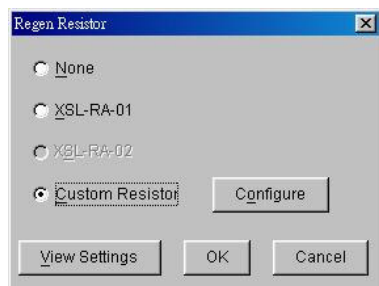 Regen Resistor
None
XSL-RA-01
XSL-RA-02
Custom Resistor Configure
View Settings OK Cancel